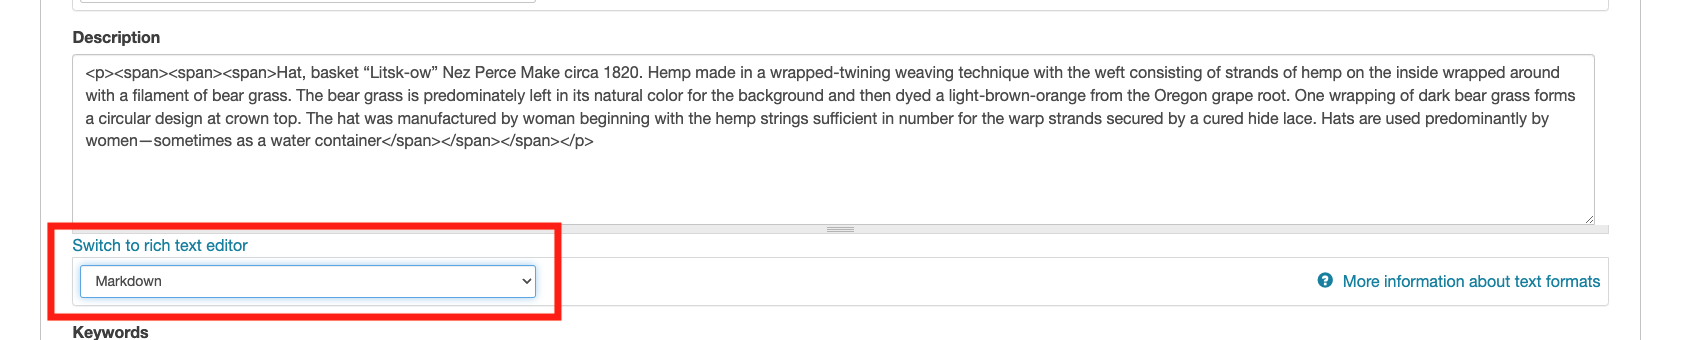 Description
<p><span><span><span>Hat, basket “Litsk-ow” Nez Perce Make circa 1820. Hemp made in a wrapped-twining weaving technique with the weft consisting of strands of hemp on the inside wrapped around
with a filament of bear grass. The bear grass is predominately left in its natural color for the background and then dyed a light-brown-orange from the Oregon grape root. One wrapping of dark bear grass forms
a circular design at crown top. The hat was manufactured by woman beginning with the hemp strings sufficient in number for the warp strands secured by a cured hide lace. Hats are used predominantly by
women—sometimes as a water container</span></span></span></p>
Switch to rich text editor
Markdown
More information about text formats
Keywords